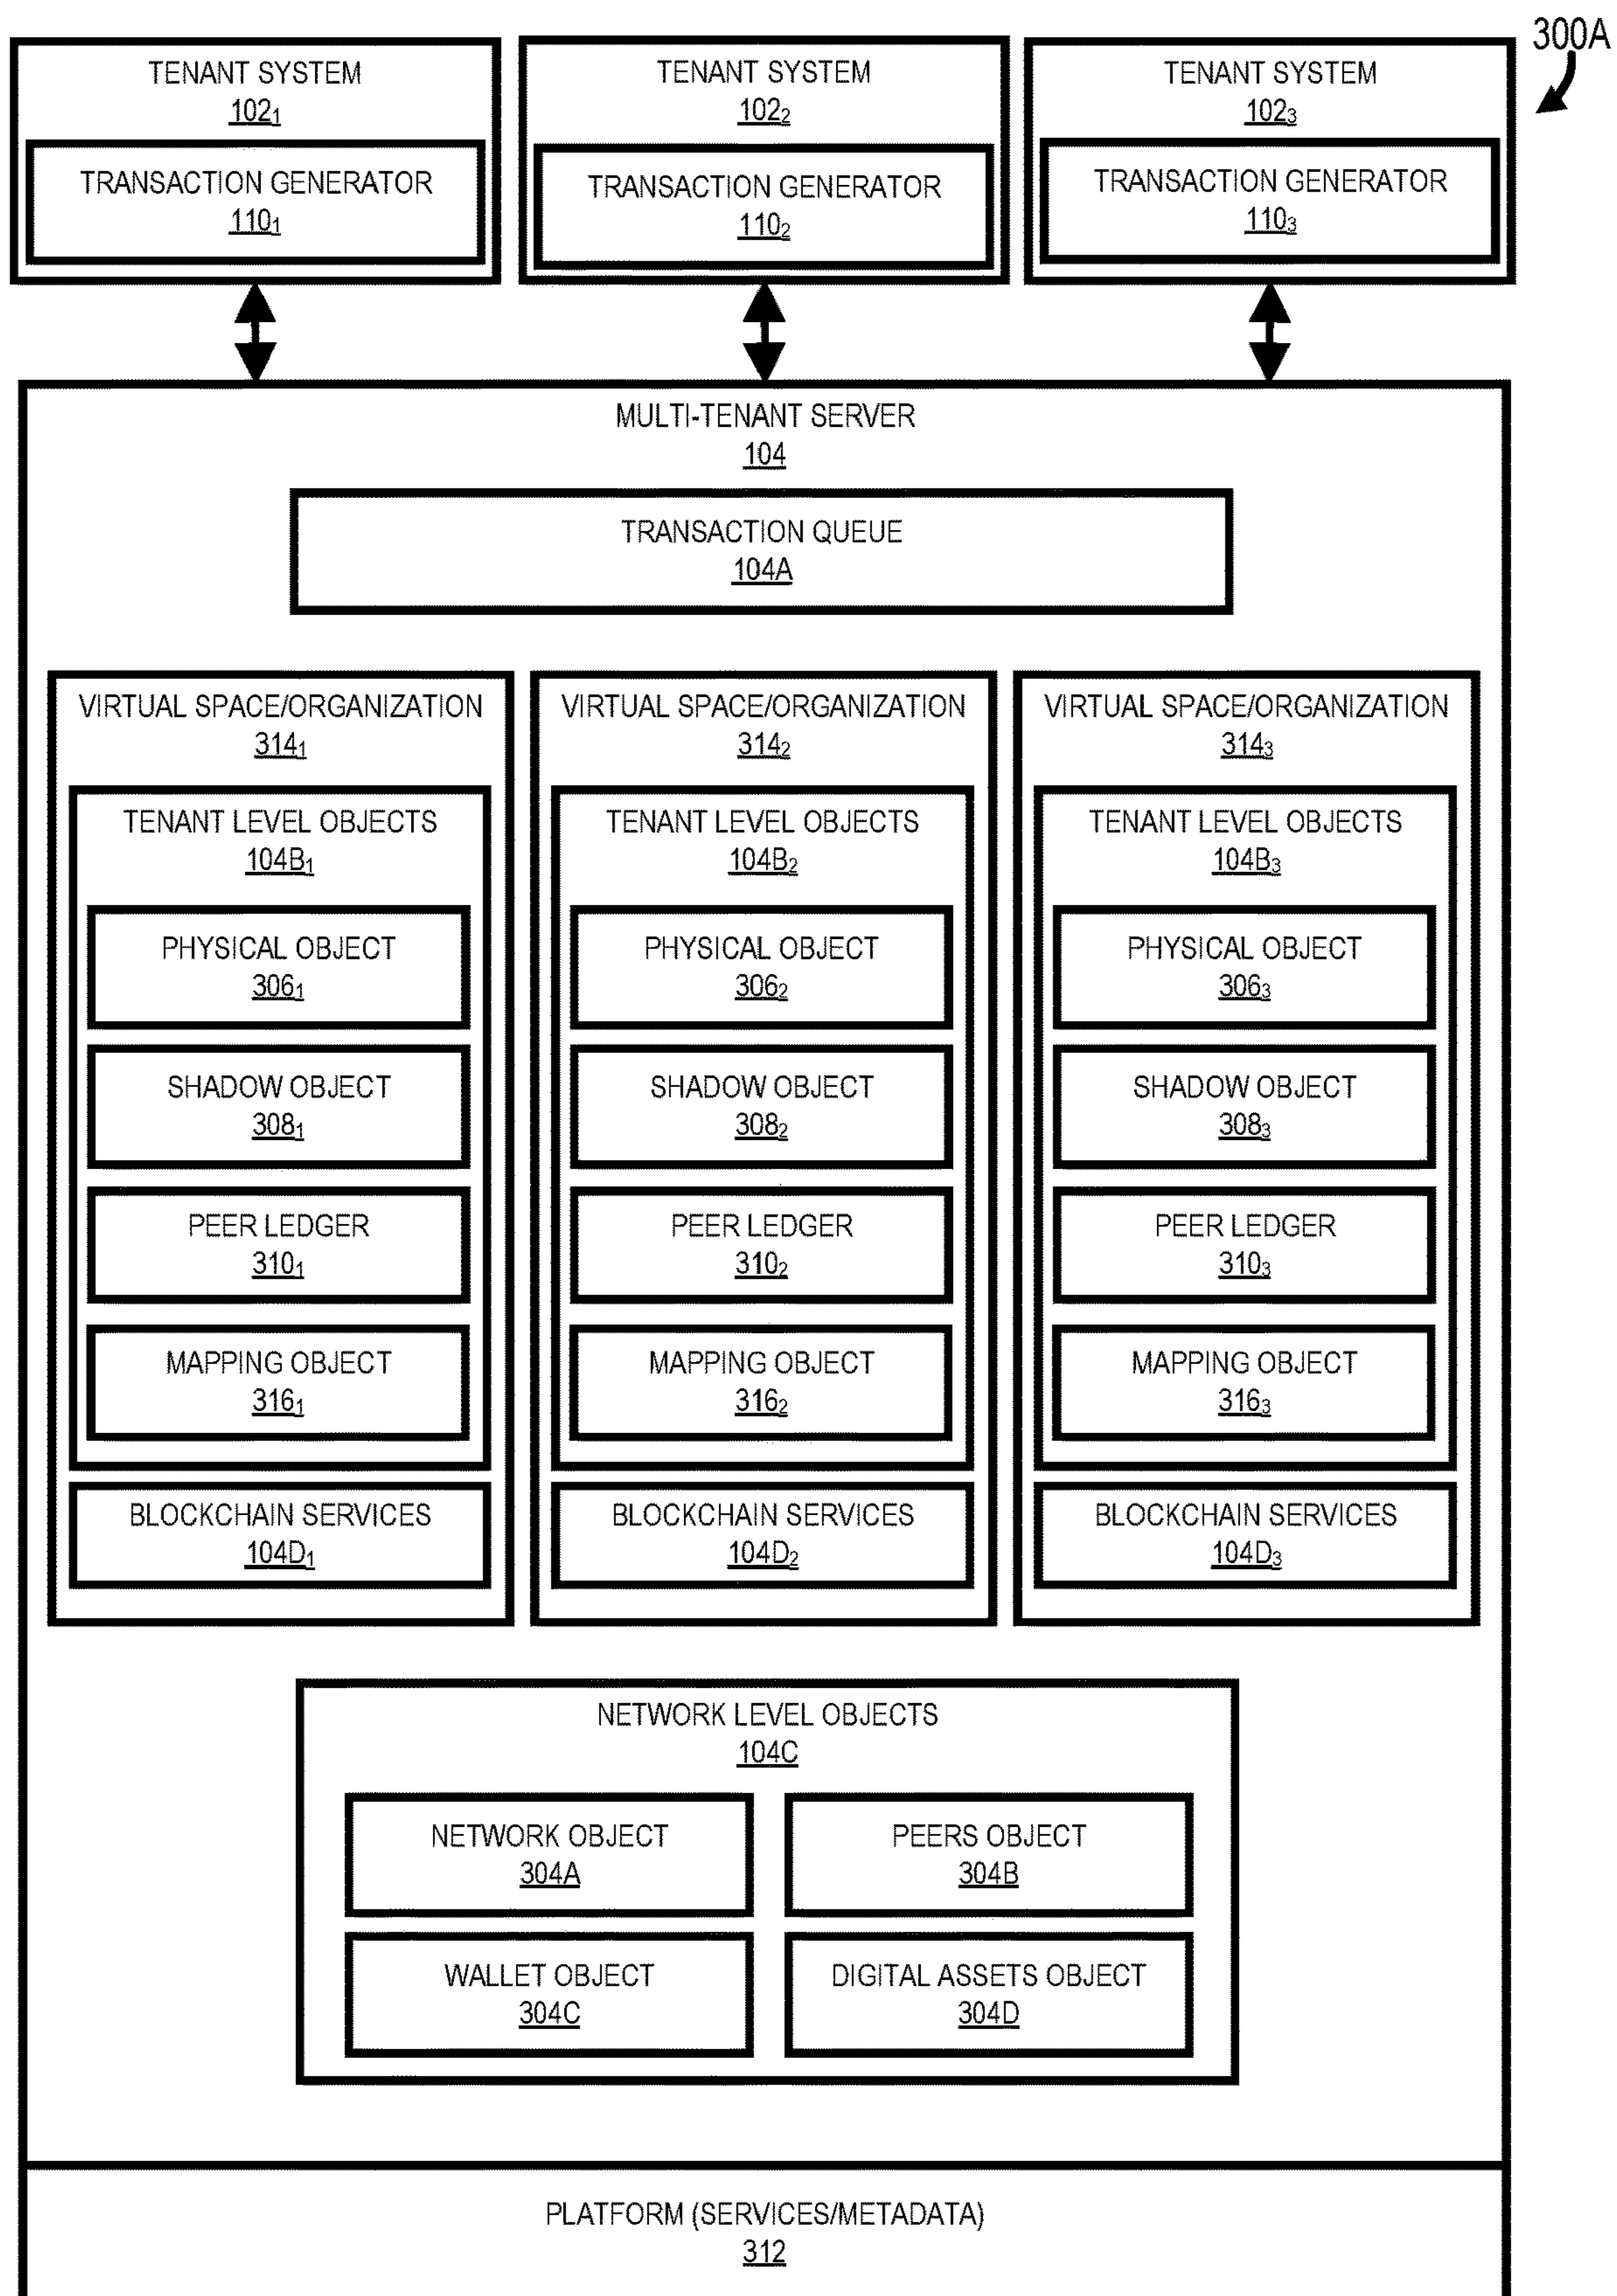 300A
TENANT SYSTEM
102₁
TRANSACTION GENERATOR
110₁
TENANT SYSTEM
102₂
TRANSACTION GENERATOR
110₂
TENANT SYSTEM
102₃
TRANSACTION GENERATOR
110₃
MULTI-TENANT SERVER
104
TRANSACTION QUEUE
104A
VIRTUAL SPACE/ORGANIZATION
314₁
TENANT LEVEL OBJECTS
104B₁
PHYSICAL OBJECT
306₁
SHADOW OBJECT
308₁
PEER LEDGER
310₁
MAPPING OBJECT
316₁
BLOCKCHAIN SERVICES
104D₁
VIRTUAL SPACE/ORGANIZATION
314₂
TENANT LEVEL OBJECTS
104B₂
PHYSICAL OBJECT
306₂
SHADOW OBJECT
308₂
PEER LEDGER
310₂
MAPPING OBJECT
316₂
BLOCKCHAIN SERVICES
104D₂
VIRTUAL SPACE/ORGANIZATION
314₃
TENANT LEVEL OBJECTS
104B₃
PHYSICAL OBJECT
306₃
SHADOW OBJECT
308₃
PEER LEDGER
310₃
MAPPING OBJECT
316₃
BLOCKCHAIN SERVICES
104D₃
NETWORK LEVEL OBJECTS
104C
NETWORK OBJECT
304A
PEERS OBJECT
304B
WALLET OBJECT
304C
DIGITAL ASSETS OBJECT
304D
PLATFORM (SERVICES/METADATA)
312